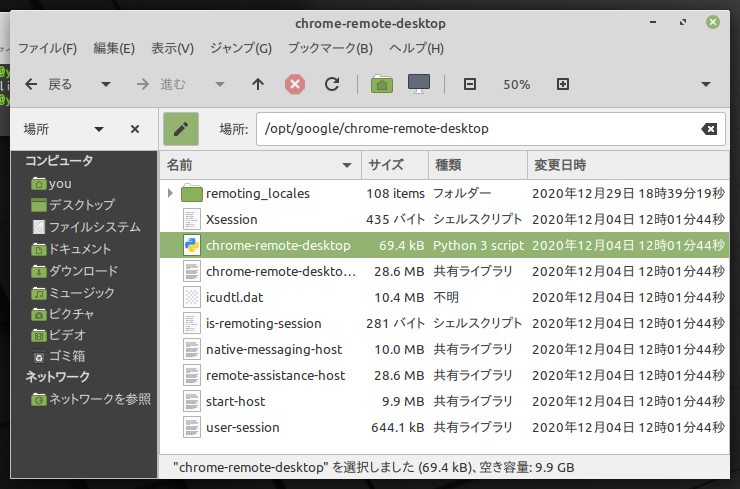 chrome-remote-desktop
ファイル(F) 編集(E) 表示(V) ジャンプ(G) ブックマーク(B) ヘルプ(H)
戻る 進む 50%
場所 場所: /opt/google/chrome-remote-desktop
コンピュータ
you
デスクトップ
ファイルシステム
ドキュメント
ダウンロード
ミュージック
ピクチャ
ビデオ
ゴミ箱
ネットワーク
ネットワークを参照
名前 サイズ 種類 変更日時
remoting_locales 108 items フォルダー 2020年12月29日 18時39分19秒
Xsession 435 バイト シェルスクリプト 2020年12月04日 12時01分44秒
chrome-remote-desktop 69.4 kB Python 3 script 2020年12月04日 12時01分44秒
chrome-remote-deskto... 28.6 MB 共有ライブラリ 2020年12月04日 12時01分44秒
icudtl.dat 10.4 MB 不明 2020年12月04日 12時01分44秒
is-remoting-session 281 バイト シェルスクリプト 2020年12月04日 12時01分44秒
native-messaging-host 10.0 MB 共有ライブラリ 2020年12月04日 12時01分44秒
remote-assistance-host 28.6 MB 共有ライブラリ 2020年12月04日 12時01分44秒
start-host 9.9 MB 共有ライブラリ 2020年12月04日 12時01分44秒
user-session 644.1 kB 共有ライブラリ 2020年12月04日 12時01分44秒
"chrome-remote-desktop" を選択しました (69.4 kB)、空き容量: 9.9 GB